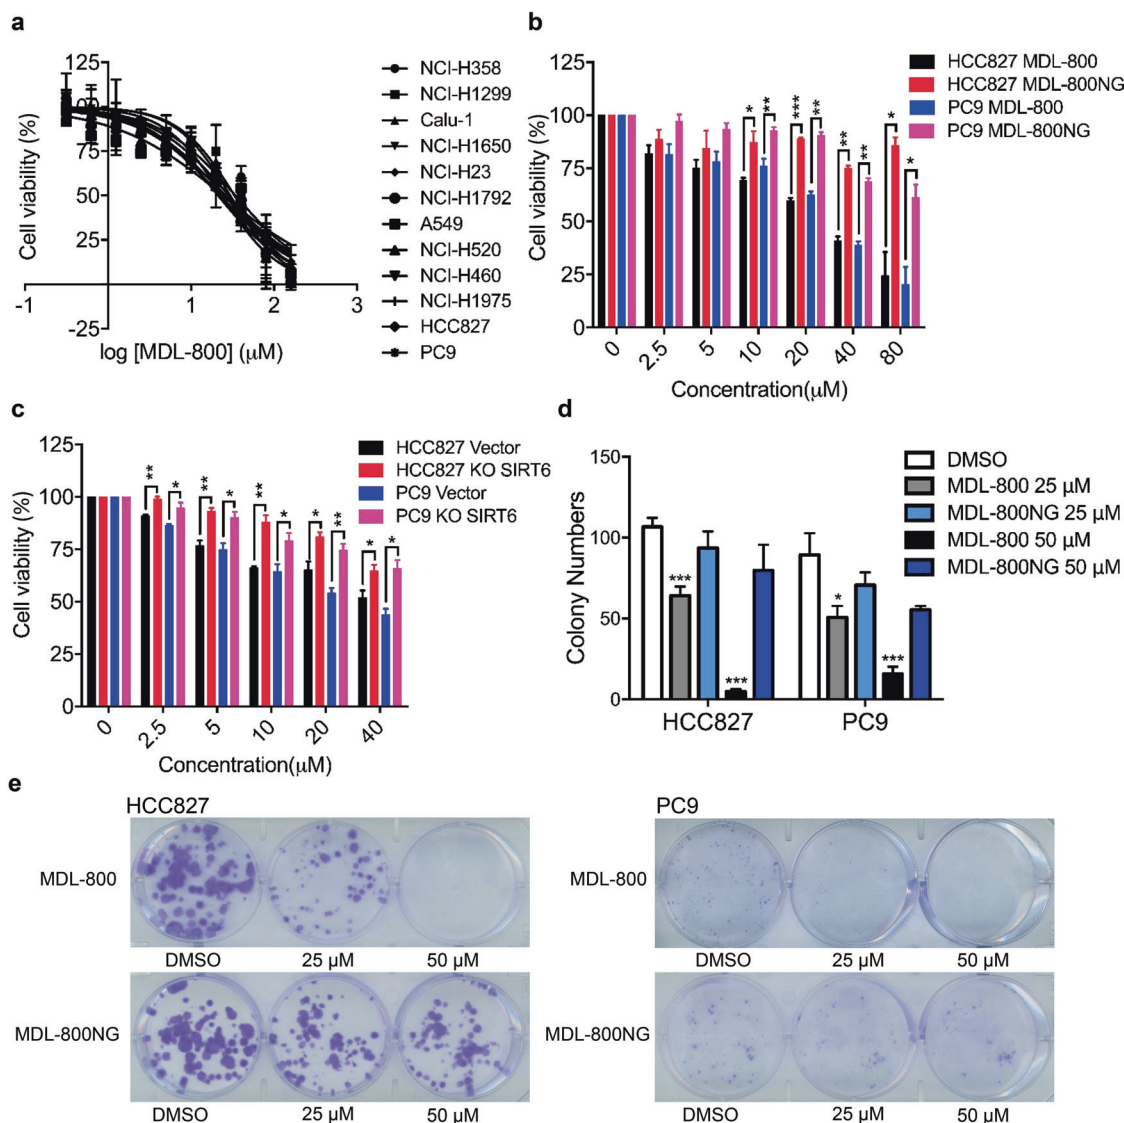 a
125
100
75
50
25
-25
-1
1
2
3
Cell viability (%)
log [MDL-800] (μM)
NCI-H358
NCI-H1299
Calu-1
NCI-H1650
NCI-H23
NCI-H1792
A549
NCI-H520
NCI-H460
NCI-H1975
HCC827
PC9
b
125
100
75
50
25
0
Cell viability (%)
* ** *** ** ** ** * *
0 2.5 5 10 20 40 80
Concentration(μM)
HCC827 MDL-800
HCC827 MDL-800NG
PC9 MDL-800
PC9 MDL-800NG
c
125
100
75
50
25
0
Cell viability (%)
** * ** * ** * * ** * *
0 2.5 5 10 20 40
Concentration(μM)
HCC827 Vector
HCC827 KO SIRT6
PC9 Vector
PC9 KO SIRT6
d
150
100
50
0
Colony Numbers
*** *** * ***
HCC827 PC9
DMSO
MDL-800 25 μM
MDL-800NG 25 μM
MDL-800 50 μM
MDL-800NG 50 μM
e
HCC827
MDL-800
DMSO 25 μM 50 μM
MDL-800NG
DMSO 25 μM 50 μM
PC9
MDL-800
DMSO 25 μM 50 μM
MDL-800NG
DMSO 25 μM 50 μM